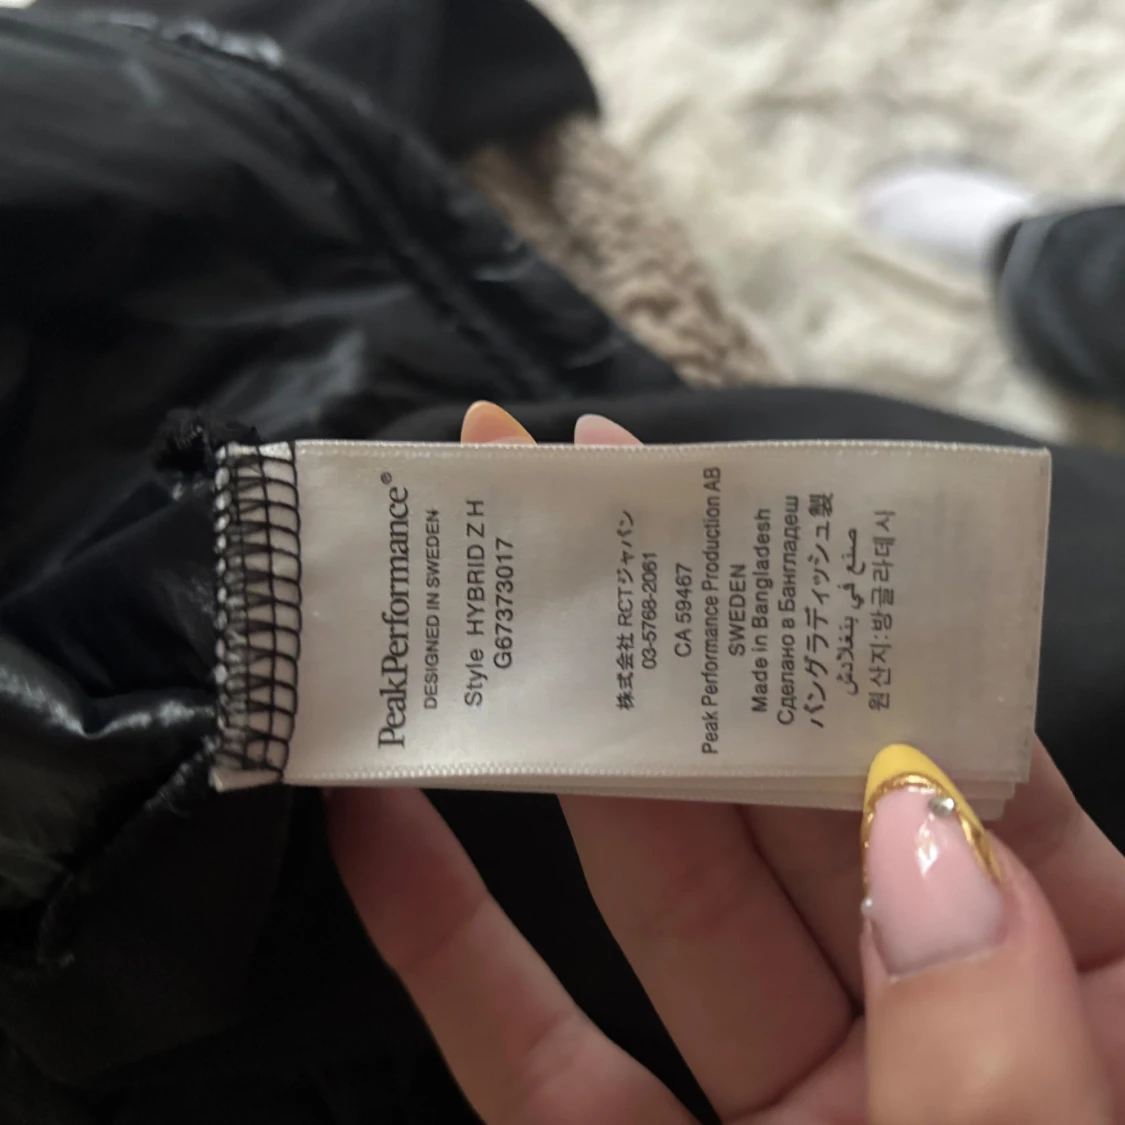 PeakPerformance®
DESIGNED IN SWEDEN
Style HYBRID Z H
G67373017
株式会社 RCTジャパン
03-5768-2061
CA 59467
Peak Performance Production AB
SWEDEN
Made in Bangladesh
Сделано в Бангладеш
バングラディッシュ製
صنع في بنغلادش
원산지:방글라데시